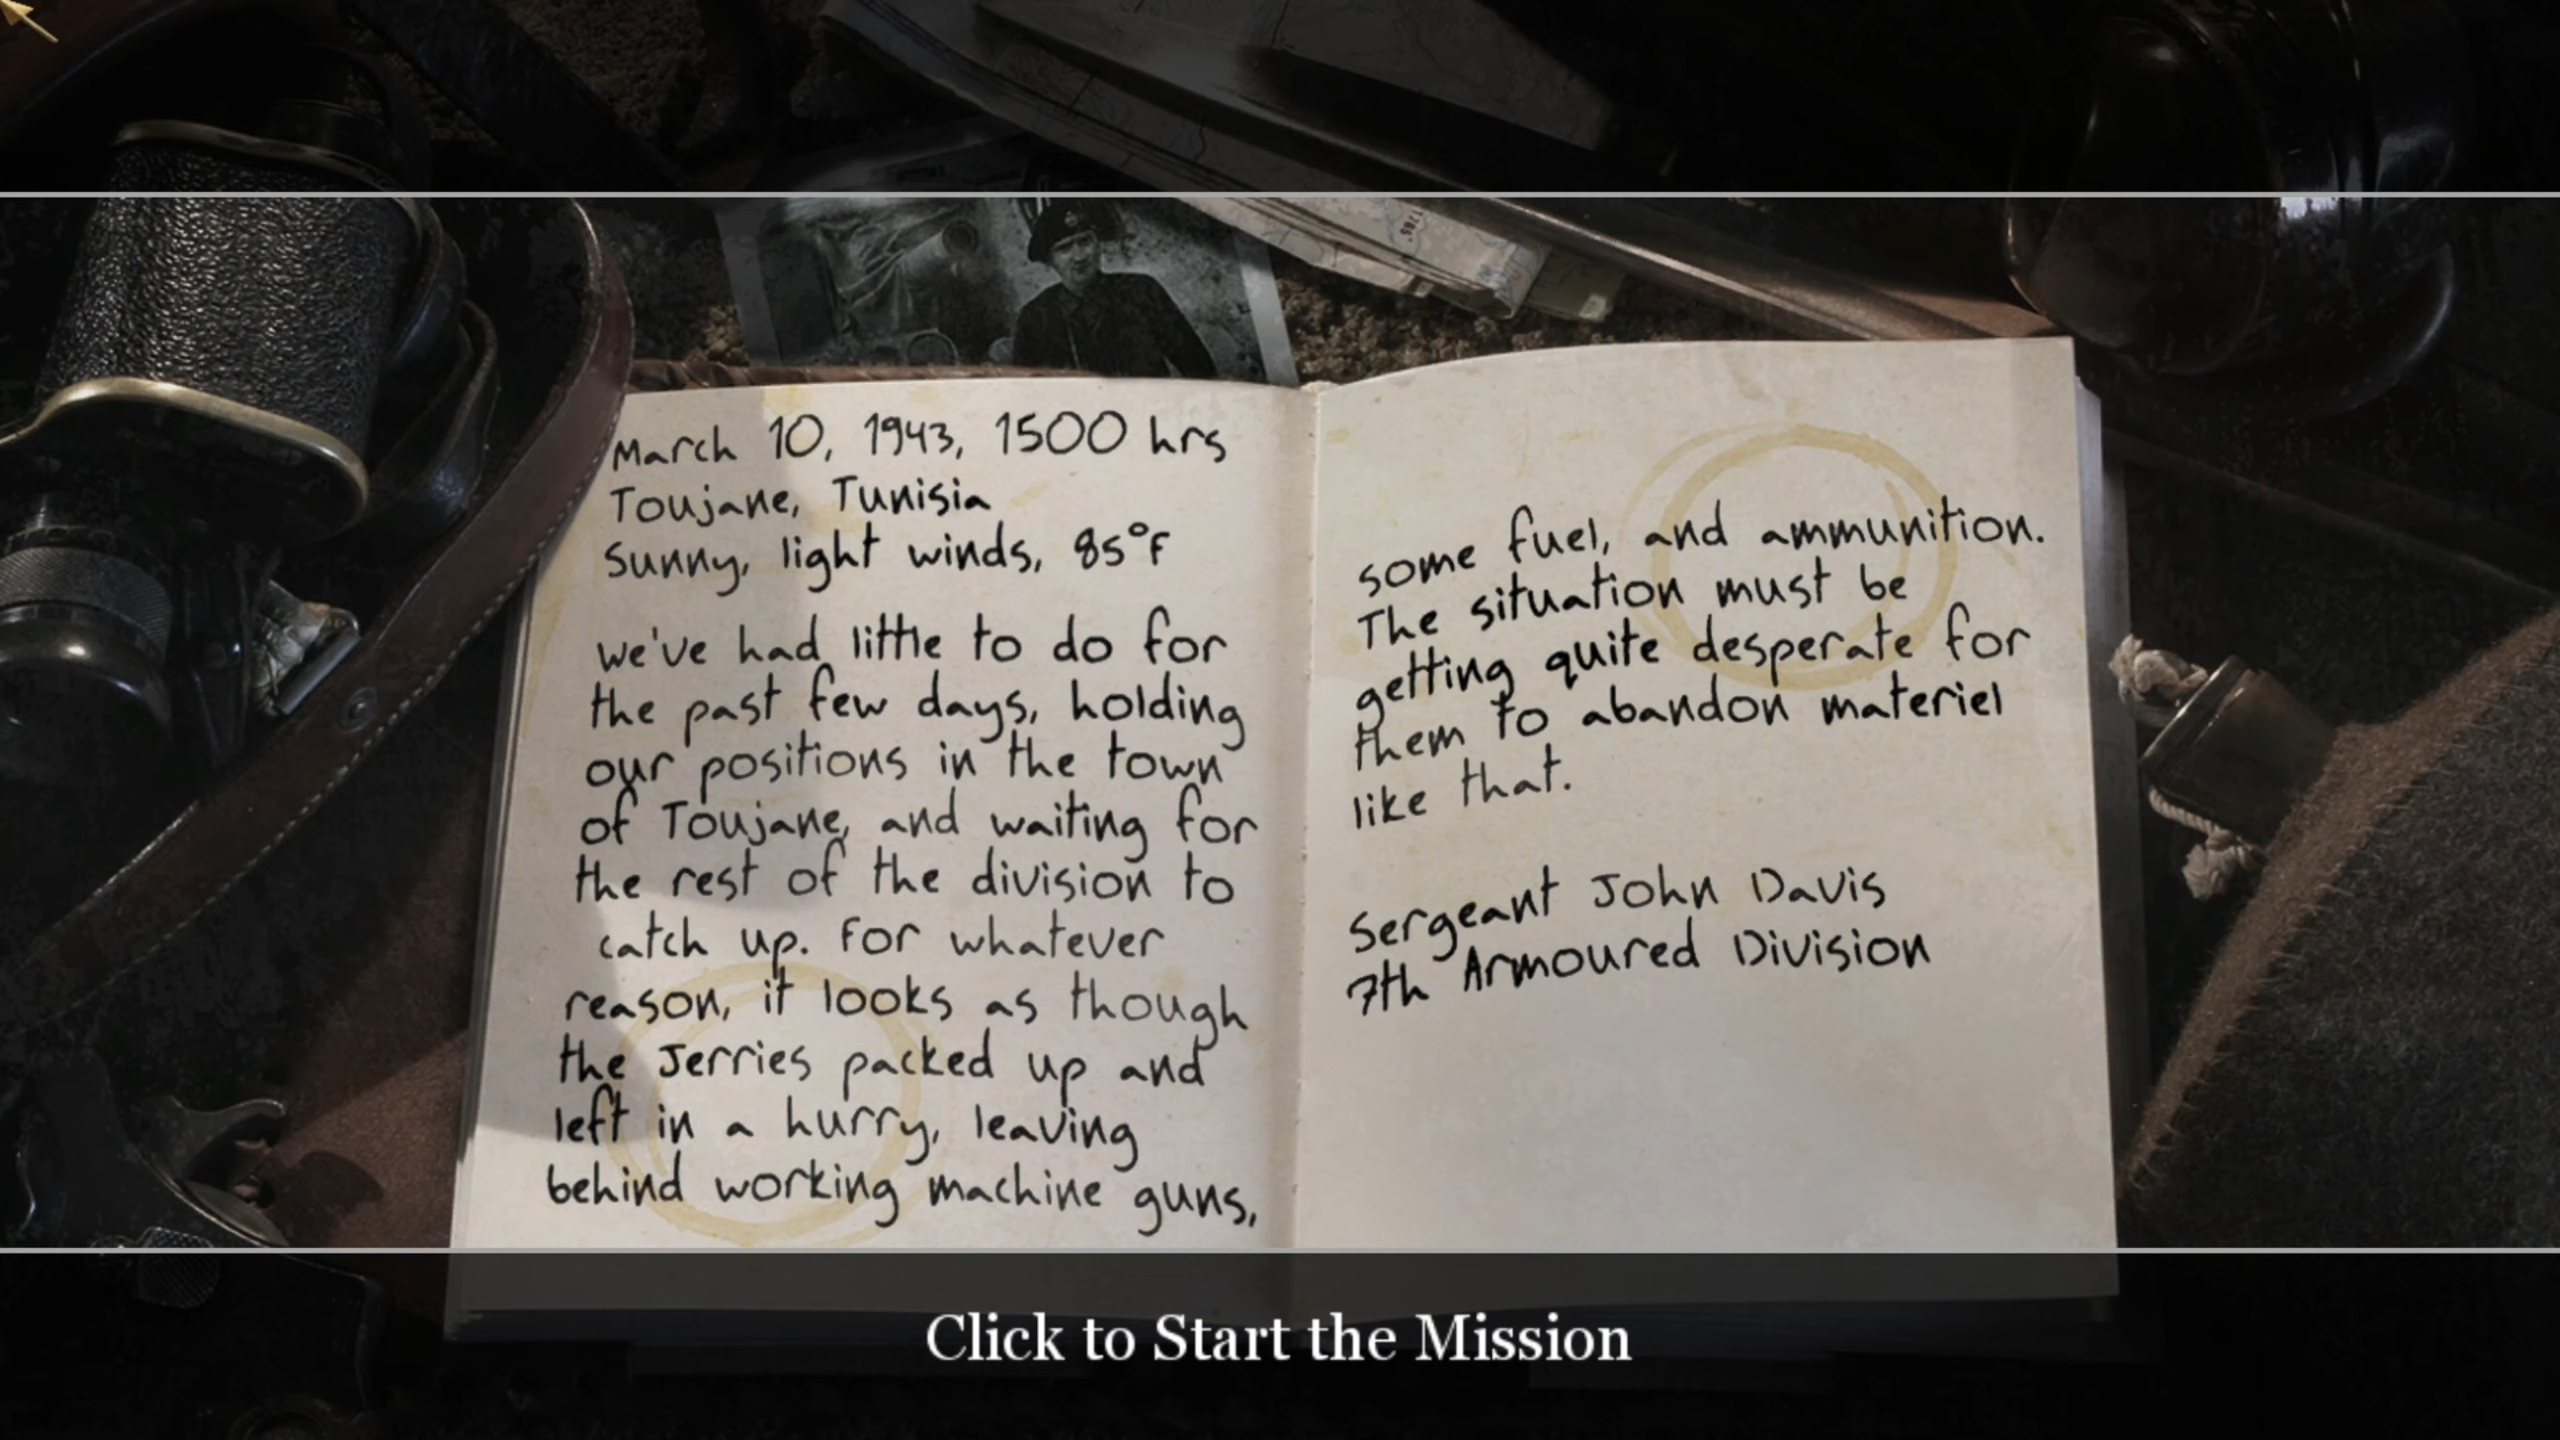 March 10, 1943, 1500 hrs
Toujane, Tunisia
Sunny, light winds, 85°F
We've had little to do for
the past few days, holding
our positions in the town
of Toujane, and waiting for
the rest of the division to
catch up. For whatever
reason, it looks as though
the Jerries packed up and
left in a hurry, leaving
behind working machine guns,
some fuel, and ammunition.
The situation must be
getting quite desperate for
them to abandon materiel
like that.
Sergeant John Davis
7th Armoured Division
Click to Start the Mission